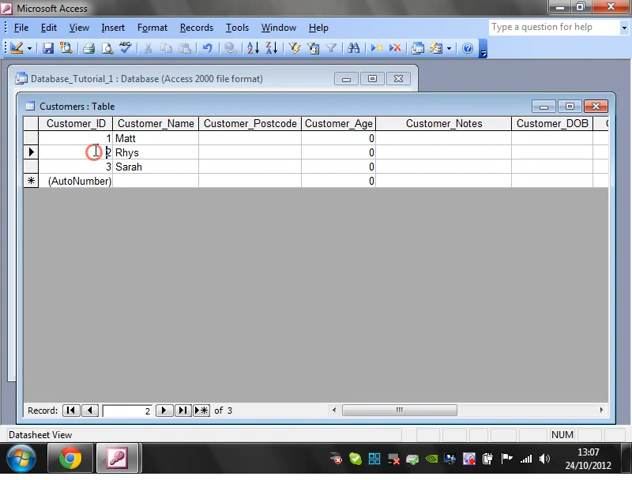 Microsoft Access
File Edit View Insert Format Records Tools Window Help Type a question for help
Database_Tutorial_1 : Database (Access 2000 file format)
Customers : Table
Customer_ID Customer_Name Customer_Postcode Customer_Age Customer_Notes Customer_DOB
1 Matt 0
2 Rhys 0
3 Sarah 0
(AutoNumber) 0
Record: 2 of 3
Datasheet View NUM
13:07
24/10/2012